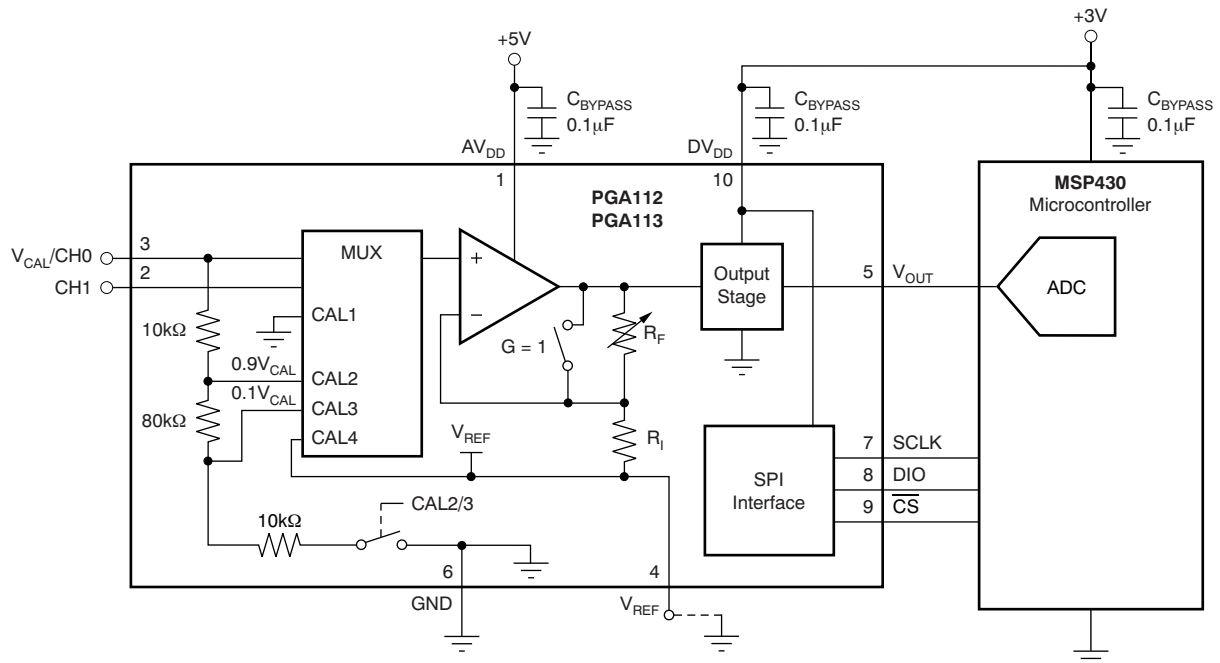 +3V
+5V
C_BYPASS
0.1μF
C_BYPASS
0.1μF
C_BYPASS
0.1μF
AV_DD
DV_DD
1
10
PGA112
PGA113
MSP430
Microcontroller
V_CAL/CH0
3
MUX
+
CH1
2
Output
Stage
5
V_OUT
ADC
CAL1
10kΩ
−
G = 1
R_F
0.9V_CAL
CAL2
0.1V_CAL
CAL3
80kΩ
CAL4
V_REF
R_I
7
SCLK
SPI
Interface
8
DIO
9
C̅S̅
CAL2/3
10kΩ
6
4
GND
V_REF